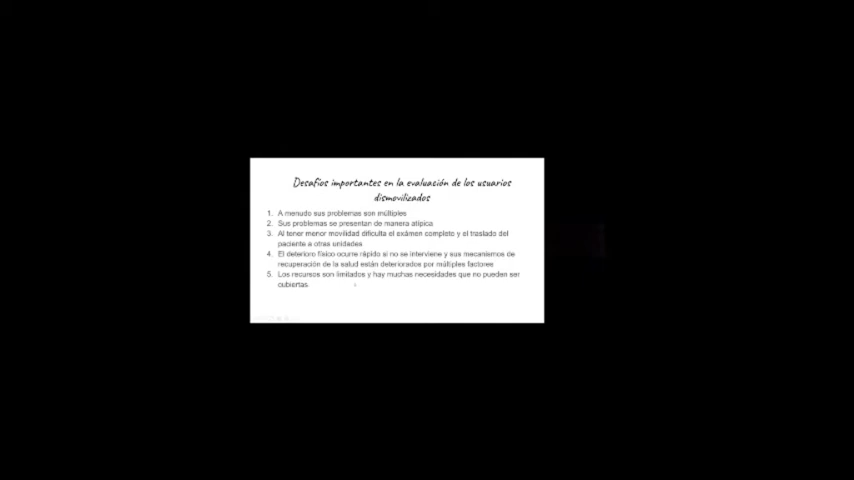 Desafíos importantes en la evaluación de los usuarios
dismovilizados
1. A menudo sus problemas son múltiples
2. Sus problemas se presentan de manera atípica
3. Al tener menor movilidad dificulta el exámen completo y el traslado del
paciente a otras unidades
4. El deterioro físico ocurre rápido si no se interviene y sus mecanismos de
recuperación de la salud están deteriorados por múltiples factores
5. Los recursos son limitados y hay muchas necesidades que no pueden ser
cubiertas